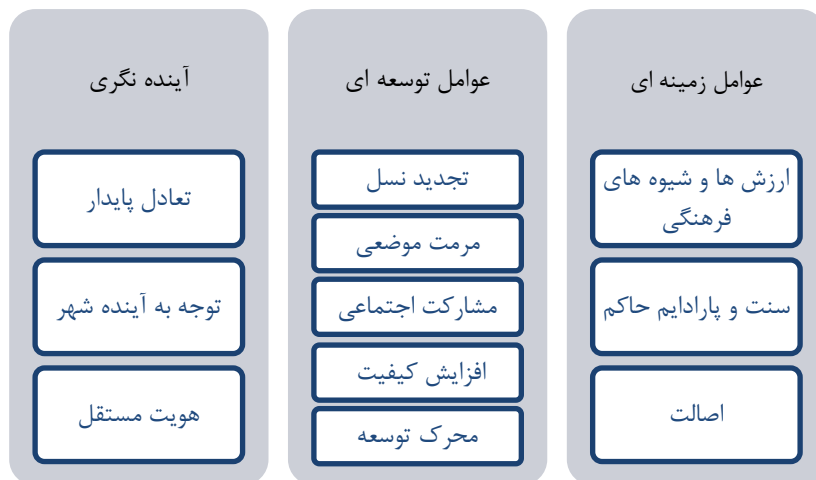 عوامل زمینه ای
ارزش ها و شیوه های
فرهنگی
سنت و پارادایم حاکم
اصالت
عوامل توسعه ای
تجدید نسل
مرمت موضعی
مشارکت اجتماعی
افزایش کیفیت
محرک توسعه
آینده نگری
تعادل پایدار
توجه به آینده شهر
هویت مستقل